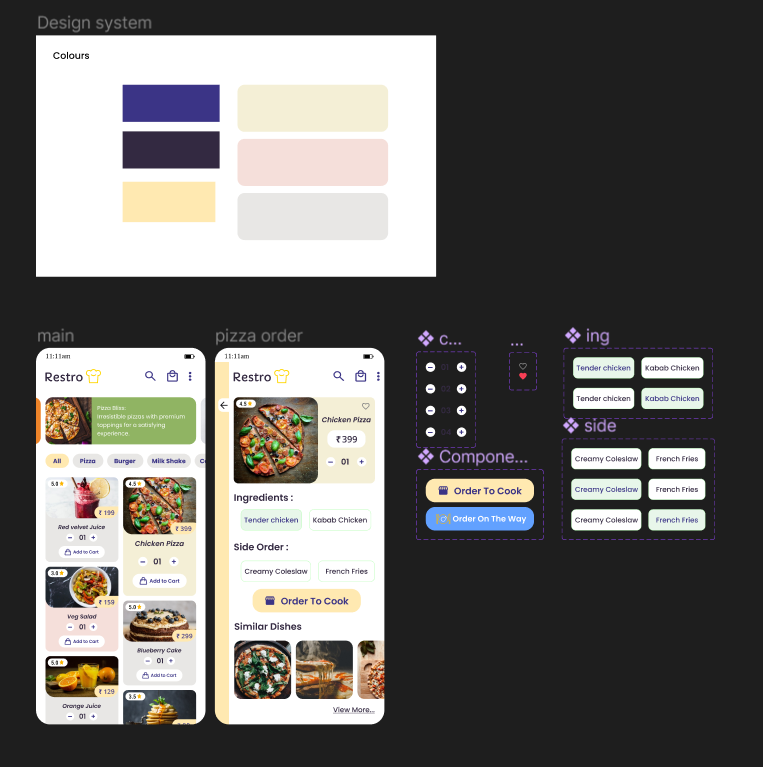 Design system
Colours
main
11:11am
Restro
Pizza Bliss:
Irresistible pizzas with premium
toppings for a satisfying
experience.
All
Pizza
Burger
Milk Shake
5.0
₹ 199
Red velvet Juice
01
Add to Cart
3.0
₹ 159
Veg Salad
01
Add to Cart
5.0
₹ 129
Orange Juice
01
4.5
₹ 399
Chicken Pizza
01
Add to Cart
5.0
₹ 299
Blueberry Cake
01
Add to Cart
3.5
pizza order
11:11am
Restro
4.5
Chicken Pizza
₹ 399
01
Ingredients :
Tender chicken
Kabab Chicken
Side Order :
Creamy Coleslaw
French Fries
Order To Cook
Similar Dishes
View More...
c...
01
02
03
04
...
Compone...
Order To Cook
Order On The Way
ing
Tender chicken
Kabab Chicken
Tender chicken
Kabab Chicken
side
Creamy Coleslaw
French Fries
Creamy Coleslaw
French Fries
Creamy Coleslaw
French Fries